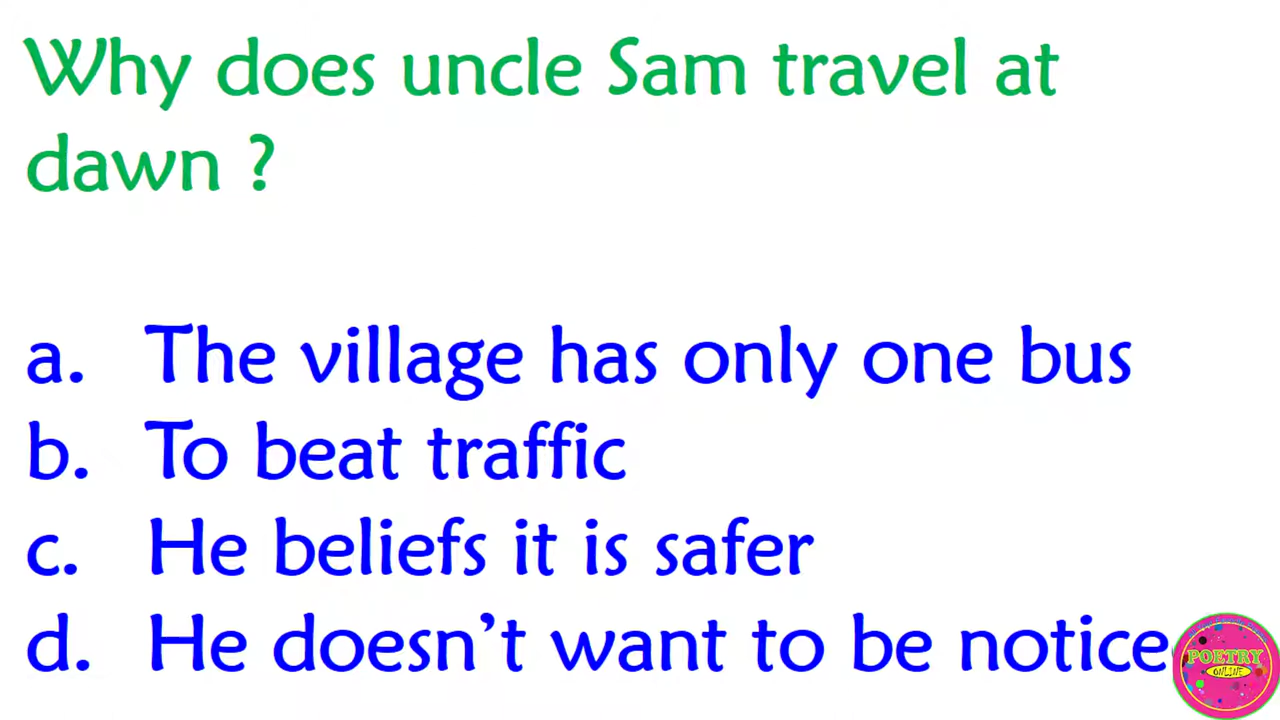 Why does uncle Sam travel at
dawn ?
a. The village has only one bus
b. To beat traffic
c. He beliefs it is safer
d. He doesn't want to be notice
POETRY
ONLINE